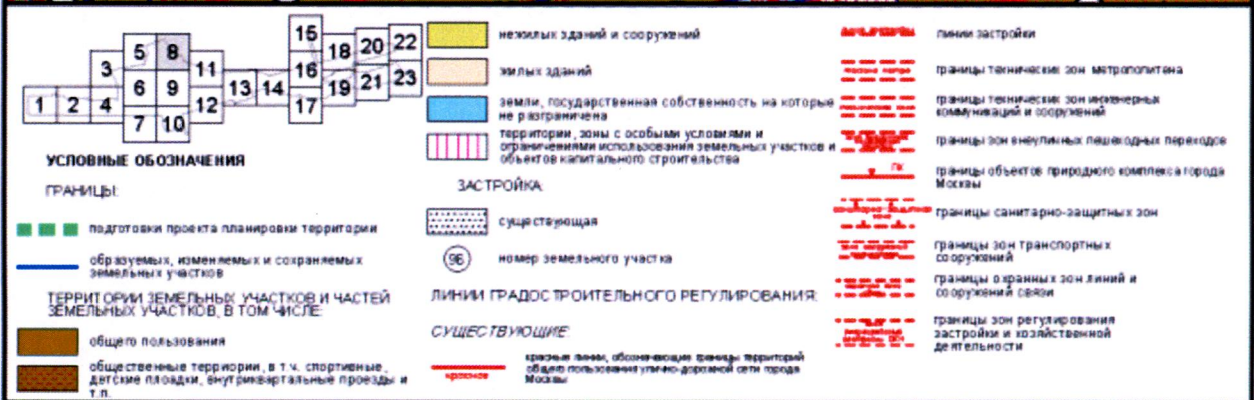 15
5 8 18 20 22
3 11 16
6 9 13 14 19 21 23
1 2 4 12 17
7 10
УСЛОВНЫЕ ОБОЗНАЧЕНИЯ
ГРАНИЦЫ:
подготовки проекта планировки территории
образуемых, изменяемых и сохраняемых
земельных участков
ТЕРРИТОРИИ ЗЕМЕЛЬНЫХ УЧАСТКОВ И ЧАСТЕЙ
ЗЕМЕЛЬНЫХ УЧАСТКОВ, В ТОМ ЧИСЛЕ:
общего пользования
общественные терриории, в т.ч. спортивные,
детские плоадки, внутриквартальные проезды и
т.п.
нежилых зданий и сооружений
жилых зданий
земли, государственная собственность на которые
не разграничена
территории, зоны с особыми условиями и
ограничениями использования земельных участков и
объектов капитального строительства
ЗАСТРОЙКА
существующая
96
номер земельного участка
ЛИНИИ ГРАДОСТРОИТЕЛЬНОГО РЕГУЛИРОВАНИЯ:
СУЩЕСТВУЮЩИЕ:
красные
красные линии, обозначающие границы территорий
общего пользования улично-дорожной сети города
Москвы
линии застройки
границы технических зон метрополитена
границы технических зон инженерных
коммуникаций и сооружений
границы зон внеуличных пешеходных переходов
ПК
границы объектов природного комплекса города
Москвы
границы санитарно-защитных зон
границы зон транспортных
сооружений
границы охранных зон линий и
сооружений связи
границы зон регулирования
застройки и хозяйственной
деятельности